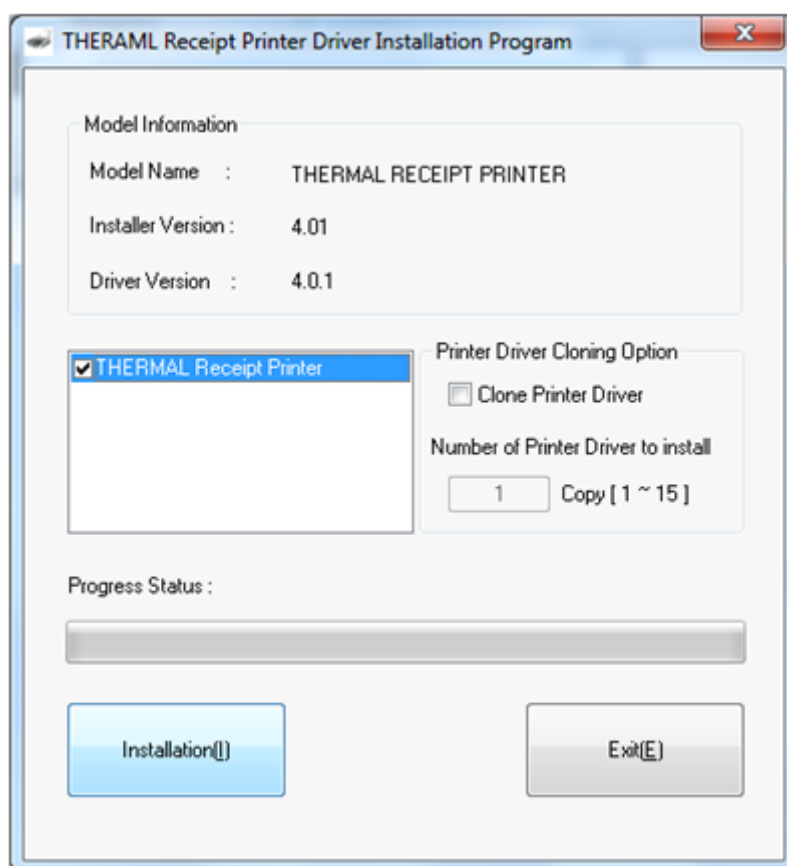 THERAML Receipt Printer Driver Installation Program
Model Information
Model Name : THERMAL RECEIPT PRINTER
Installer Version : 4.01
Driver Version : 4.0.1
THERMAL Receipt Printer
Printer Driver Cloning Option
Clone Printer Driver
Number of Printer Driver to install
1 Copy [ 1 ~ 15 ]
Progress Status :
Installation(I)
Exit(E)